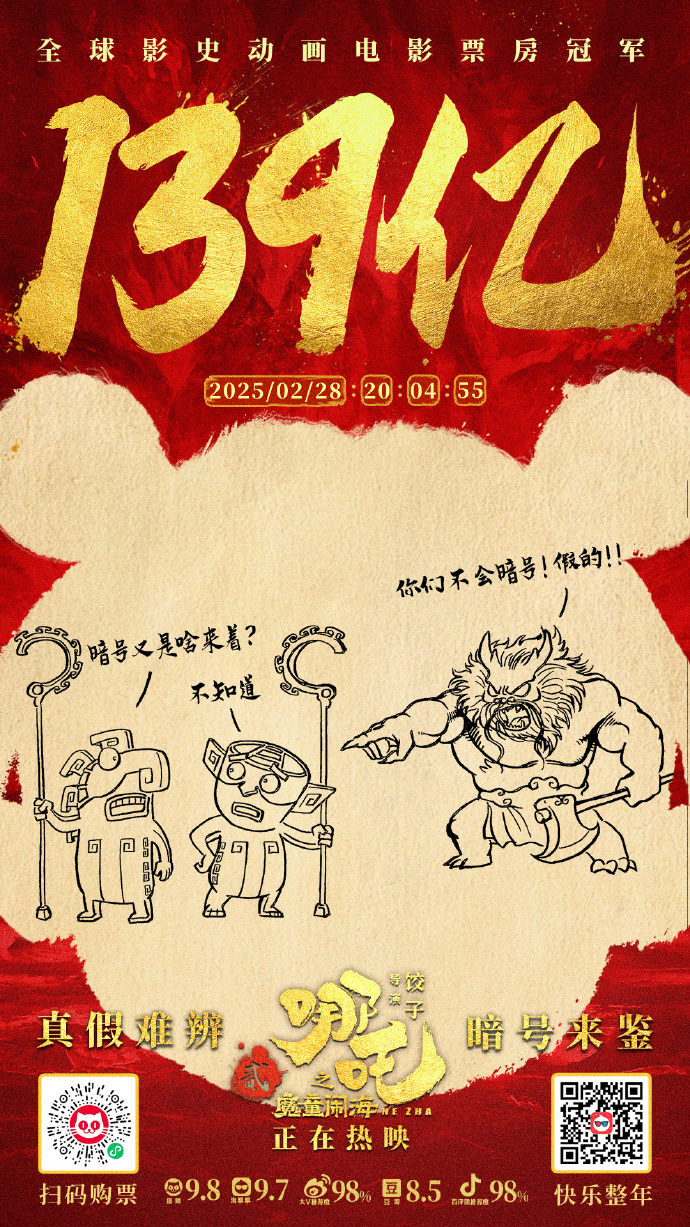 全球影史动画电影票房冠军
139亿
2025/02/28:20:04:55
你们不会暗号!假的!!
暗号又是啥来着?
不知道
真假难辨
暗号来鉴
导演
饺子
哪吒
贰
之
魔童闹海 NE ZHA
正在热映
扫码购票
9.8
9.7
98%
豆
8.5
98%
快乐整年